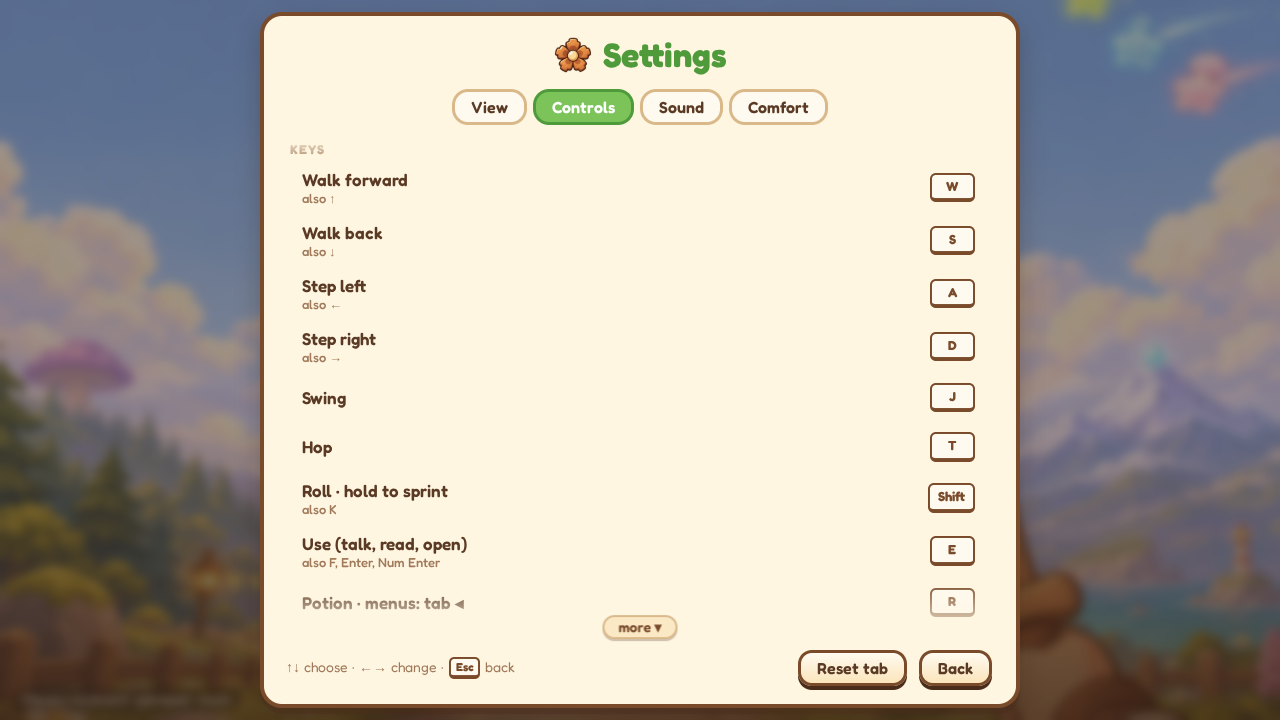 Settings
View Controls Sound Comfort
KEYS
Walk forward W
also ↑
Walk back S
also ↓
Step left A
also ←
Step right D
also →
Swing J
Hop T
Roll · hold to sprint Shift
also K
Use (talk, read, open) E
also F, Enter, Num Enter
Potion · menus: tab ◂ R
more ▾
↑↓ choose · ←→ change · Esc back
Reset tab Back